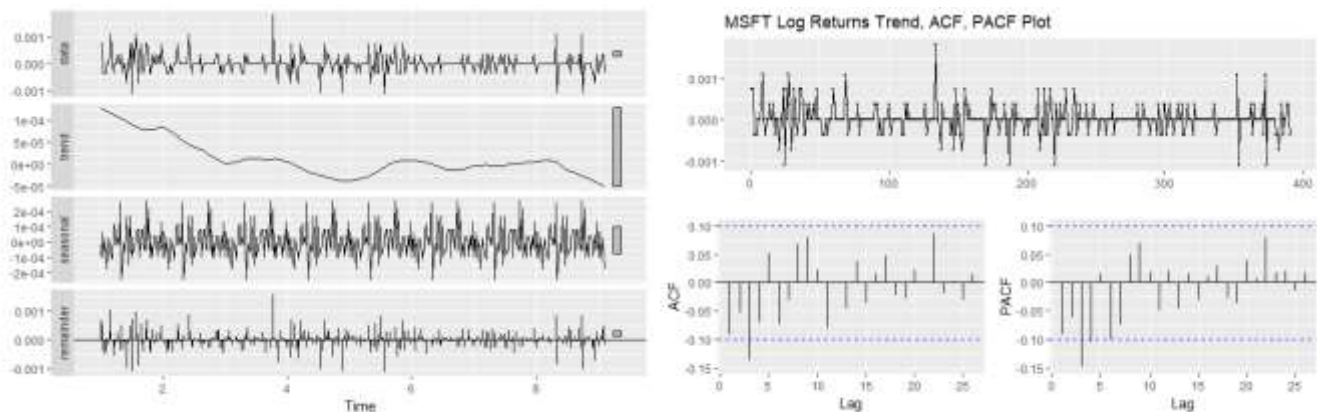 MSFT Log Returns Trend, ACF, PACF Plot
data
0.001
0.000
-0.001
trend
1e-04
5e-05
0e+00
-5e-05
seasonal
2e-04
1e-04
0e+00
-1e-04
-2e-04
remainder
0.001
0.000
-0.001
2
4
6
8
Time
0.001
0.000
-0.001
0
100
200
300
400
ACF
0.10
0.05
0.00
-0.05
-0.10
-0.15
0
5
10
15
20
25
Lag
PACF
0.10
0.05
0.00
-0.05
-0.10
-0.15
0
5
10
15
20
25
Lag